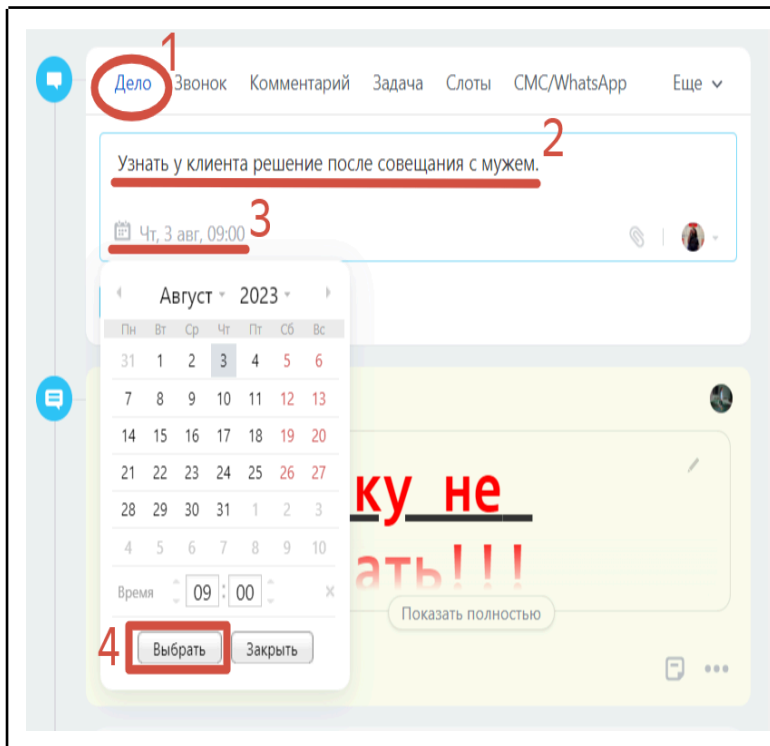 1
Дело Звонок Комментарий Задача Слоты СМС/WhatsApp Еще
2
Узнать у клиента решение после совещания с мужем.
Чт, 3 авг, 09:00 3
Август 2023
Пн Вт Ср Чт Пт Сб Вс
31 1 2 3 4 5 6
7 8 9 10 11 12 13
14 15 16 17 18 19 20
21 22 23 24 25 26 27
28 29 30 31 1 2 3
4 5 6 7 8 9 10
ку не
ать!!!
Время 09 : 00
Показать полностью
4 Выбрать Закрыть